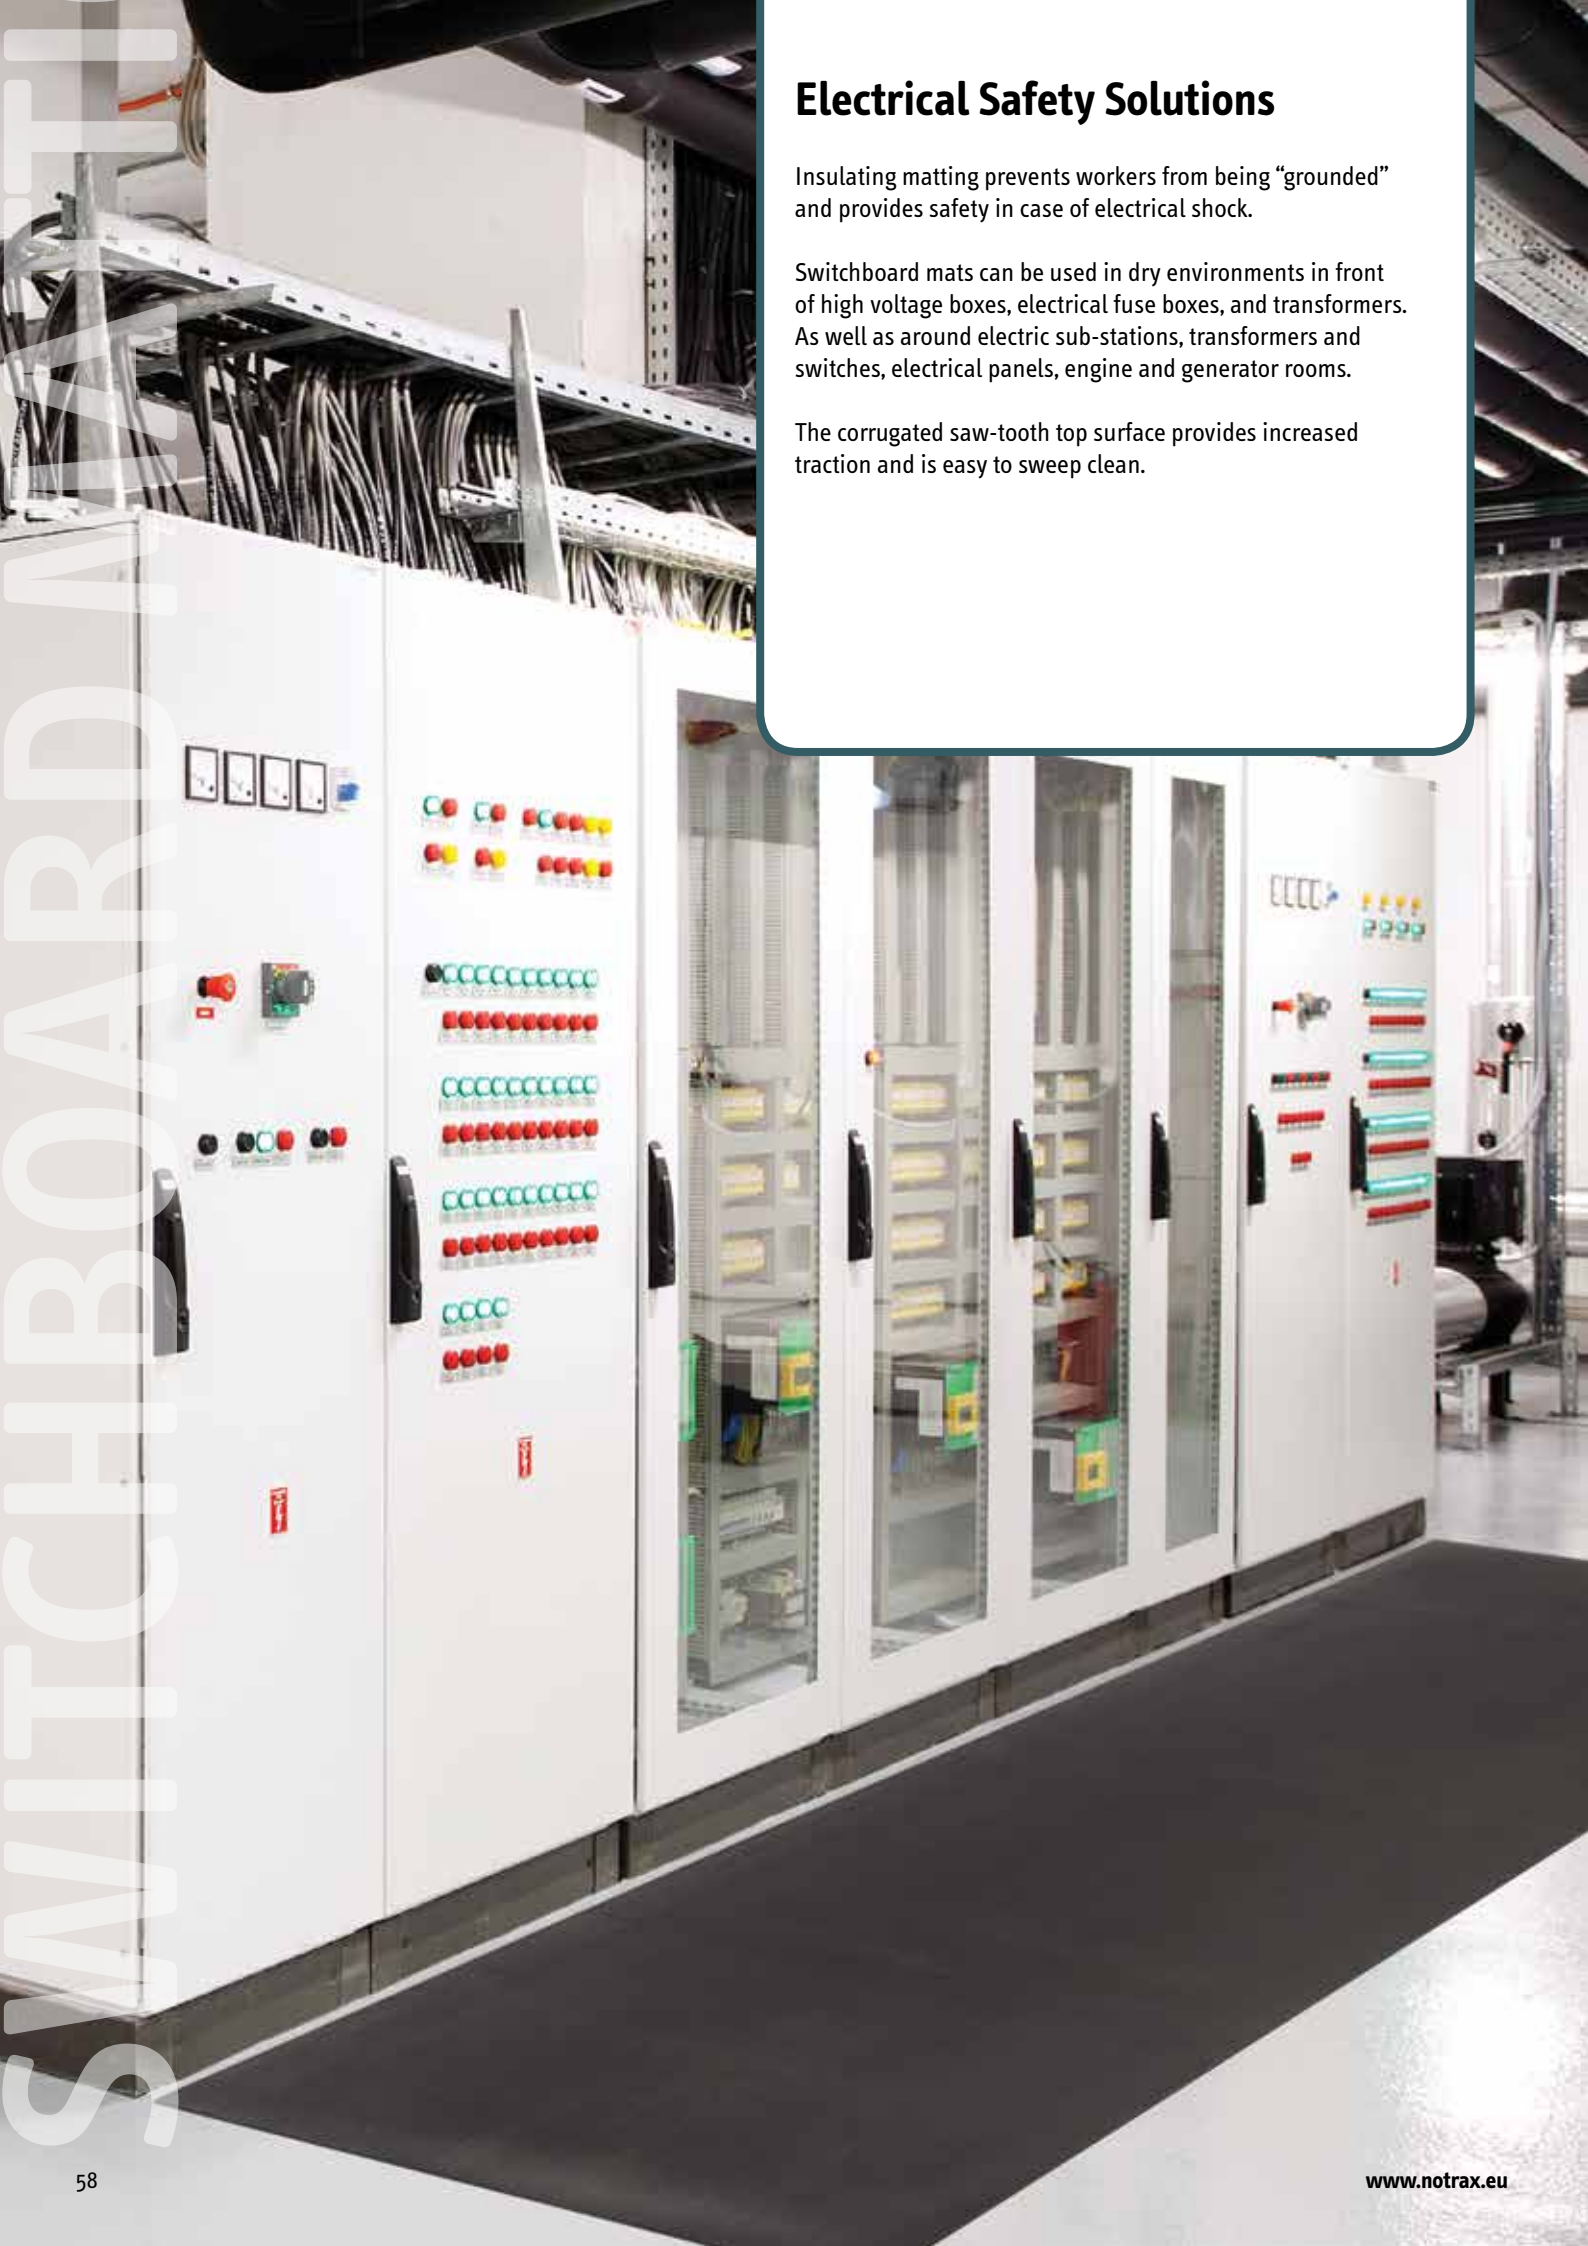 Electrical Safety Solutions
Insulating matting prevents workers from being “grounded”
and provides safety in case of electrical shock.
Switchboard mats can be used in dry environments in front
of high voltage boxes, electrical fuse boxes, and transformers.
As well as around electric sub-stations, transformers and
switches, electrical panels, engine and generator rooms.
The corrugated saw-tooth top surface provides increased
traction and is easy to sweep clean.
SWITCHBOARD MATTI
58
www.notrax.eu